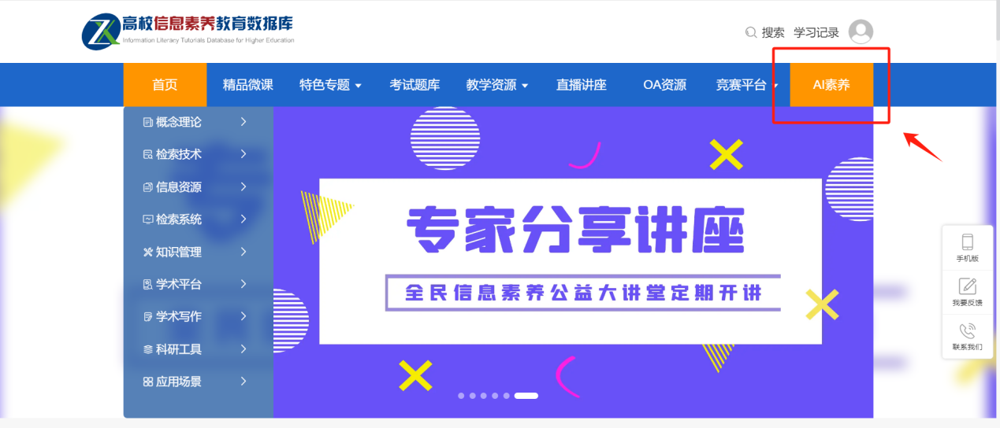 高校信息素养教育数据库
Information Literary Tutorials Database for Higher Education
搜索 学习记录
首页 精品微课 特色专题 考试题库 教学资源 直播讲座 OA资源 竞赛平台 AI素养
概念理论
检索技术
信息资源
检索系统
知识管理
学术平台
学术写作
科研工具
应用场景
专家分享讲座
全民信息素养公益大讲堂定期开讲
手机版
我要反馈
联系我们